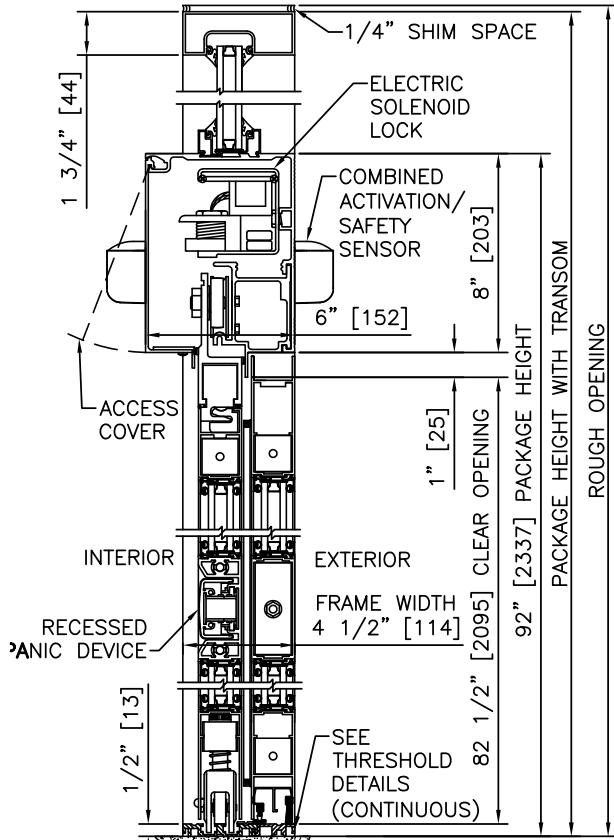 1/4” SHIM SPACE
1 3/4” [44]
ELECTRIC
SOLENOID
LOCK
COMBINED
ACTIVATION/
SAFETY
SENSOR
8” [203]
6” [152]
ACCESS
COVER
1” [25]
INTERIOR
EXTERIOR
FRAME WIDTH
4 1/2” [114]
RECESSED
PANIC DEVICE
1/2” [13]
SEE
THRESHOLD
DETAILS
(CONTINUOUS)
82 1/2” [2095] CLEAR OPENING
92” [2337] PACKAGE HEIGHT
PACKAGE HEIGHT WITH TRANSOM
ROUGH OPENING